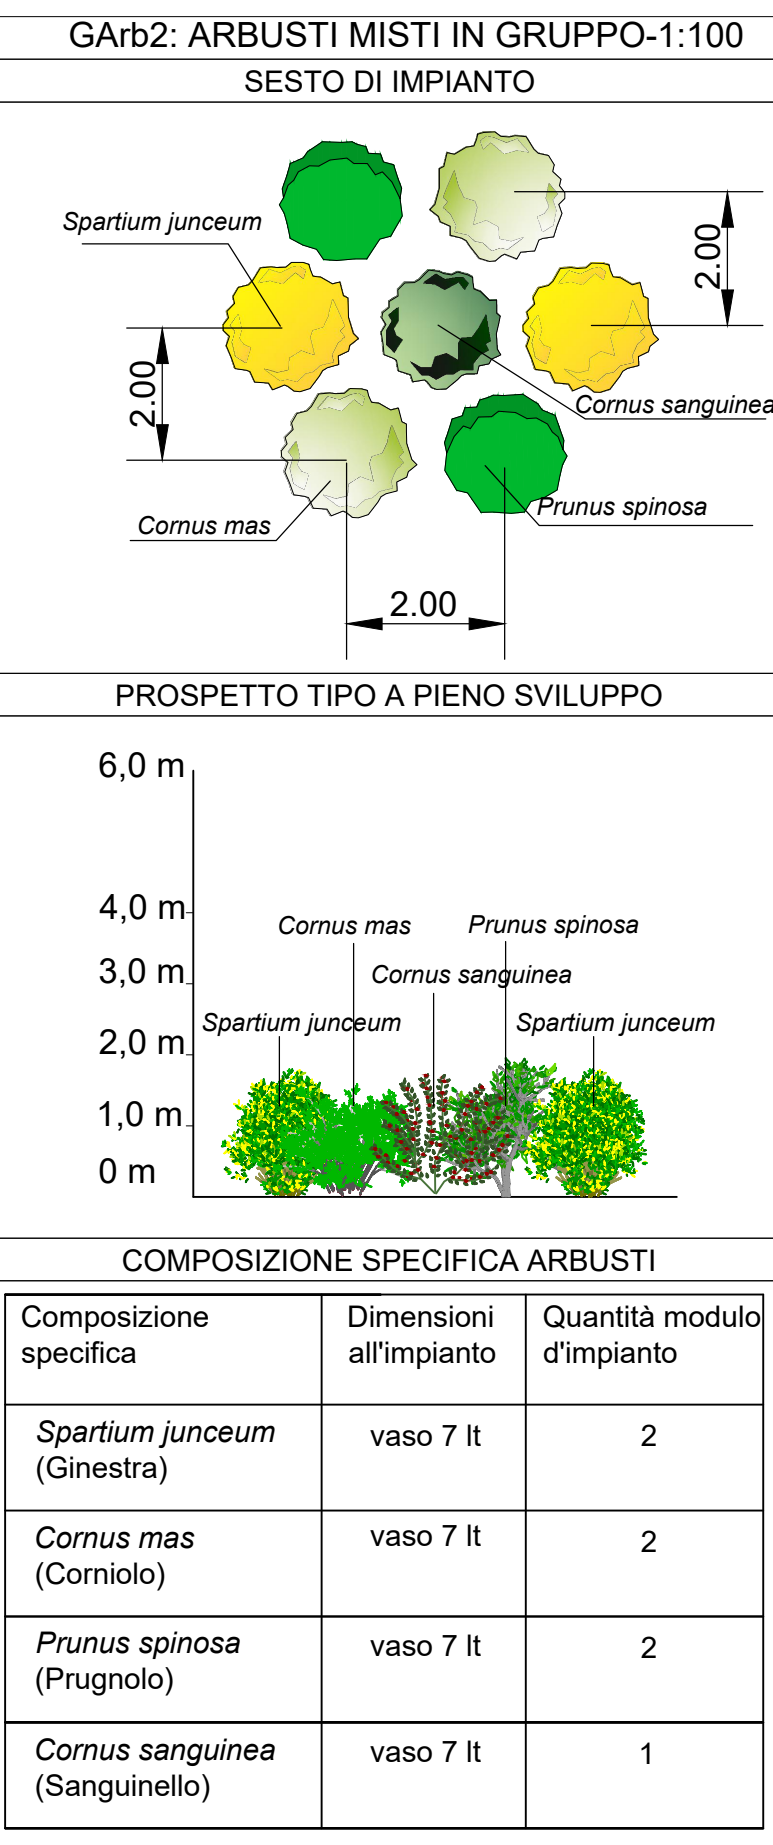 GArb2: ARBUSTI MISTI IN GRUPPO-1:100
SESTO DI IMPIANTO
Spartium junceum
2.00
2.00
Cornus sanguinea
Prunus spinosa
Cornus mas
2.00
PROSPETTO TIPO A PIENO SVILUPPO
6,0 m
4,0 m
Cornus mas
Prunus spinosa
3,0 m
Cornus sanguinea
Spartium junceum
Spartium junceum
2,0 m
1,0 m
0 m
COMPOSIZIONE SPECIFICA ARBUSTI
Composizione
specifica
Dimensioni
all'impianto
Quantità modulo
d'impianto
Spartium junceum
(Ginestra)
vaso 7 lt
2
Cornus mas
(Corniolo)
vaso 7 lt
2
Prunus spinosa
(Prugnolo)
vaso 7 lt
2
Cornus sanguinea
(Sanguinello)
vaso 7 lt
1